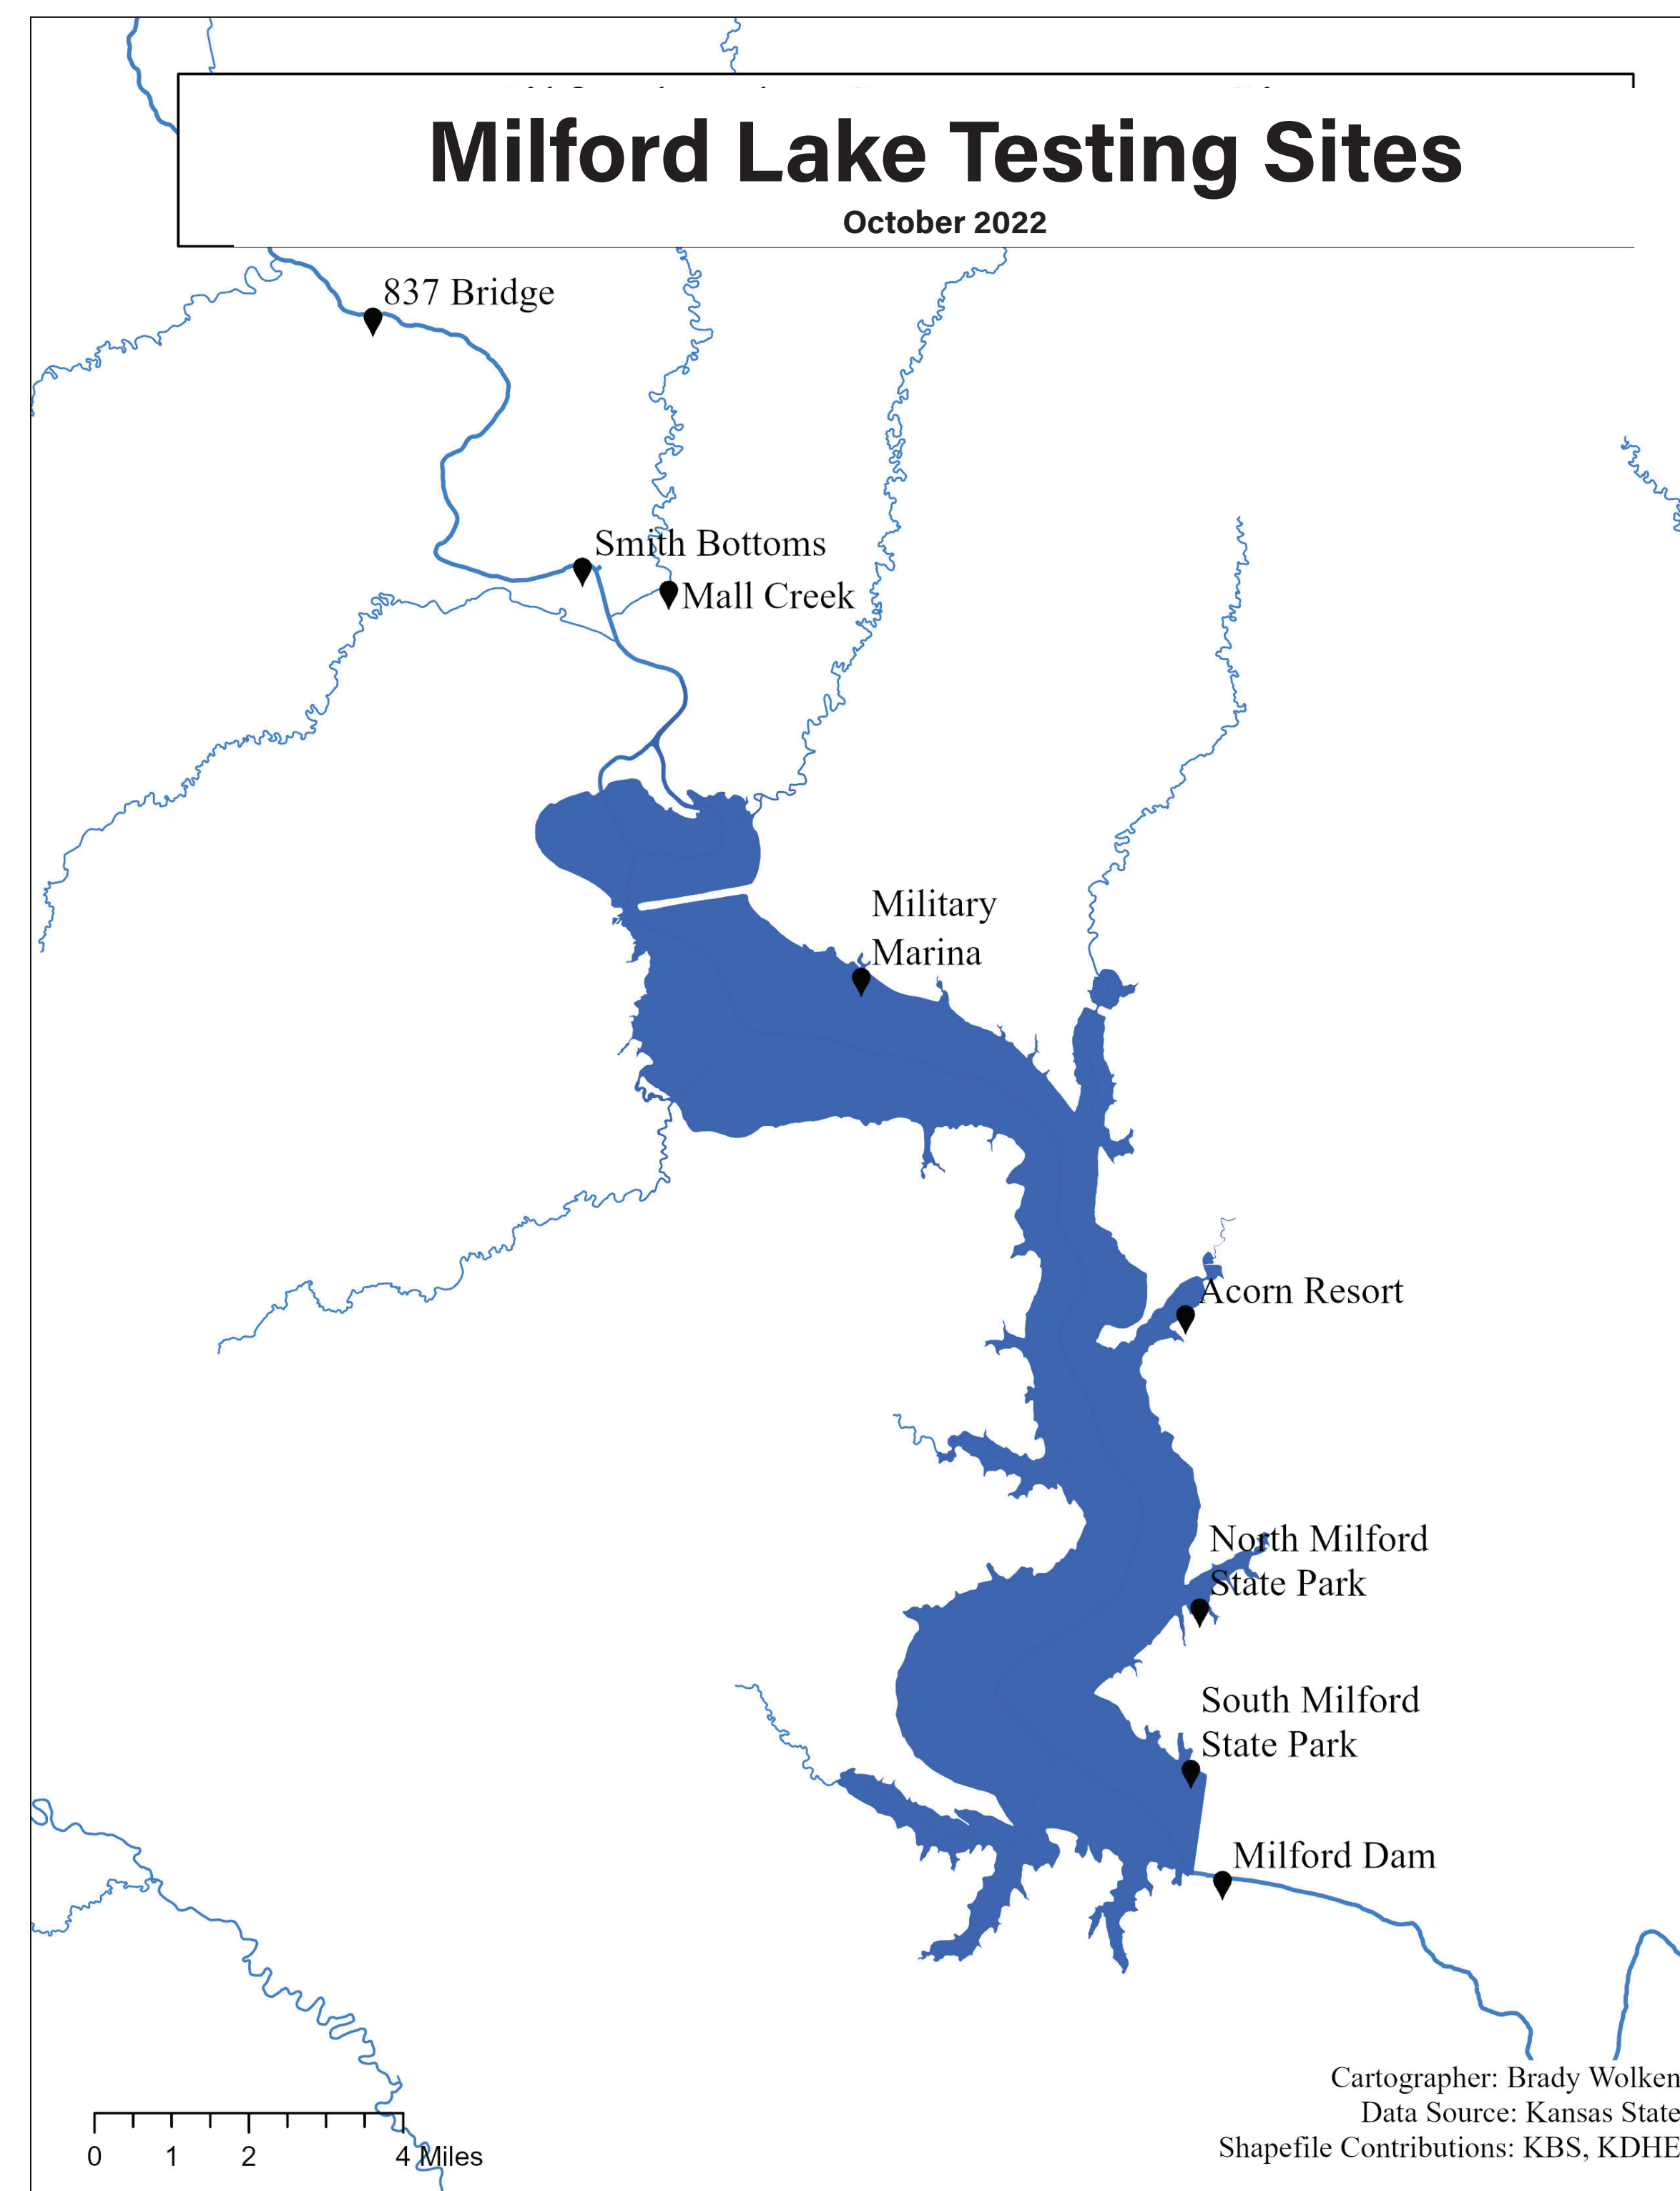 Milford Lake Testing Sites
October 2022
837 Bridge
Smith Bottoms
Mall Creek
Military
Marina
Acorn Resort
North Milford
State Park
South Milford
State Park
Milford Dam
Cartographer: Brady Wolken
Data Source: Kansas State
Shapefile Contributions: KBS, KDHE
0 1 2 4 Miles